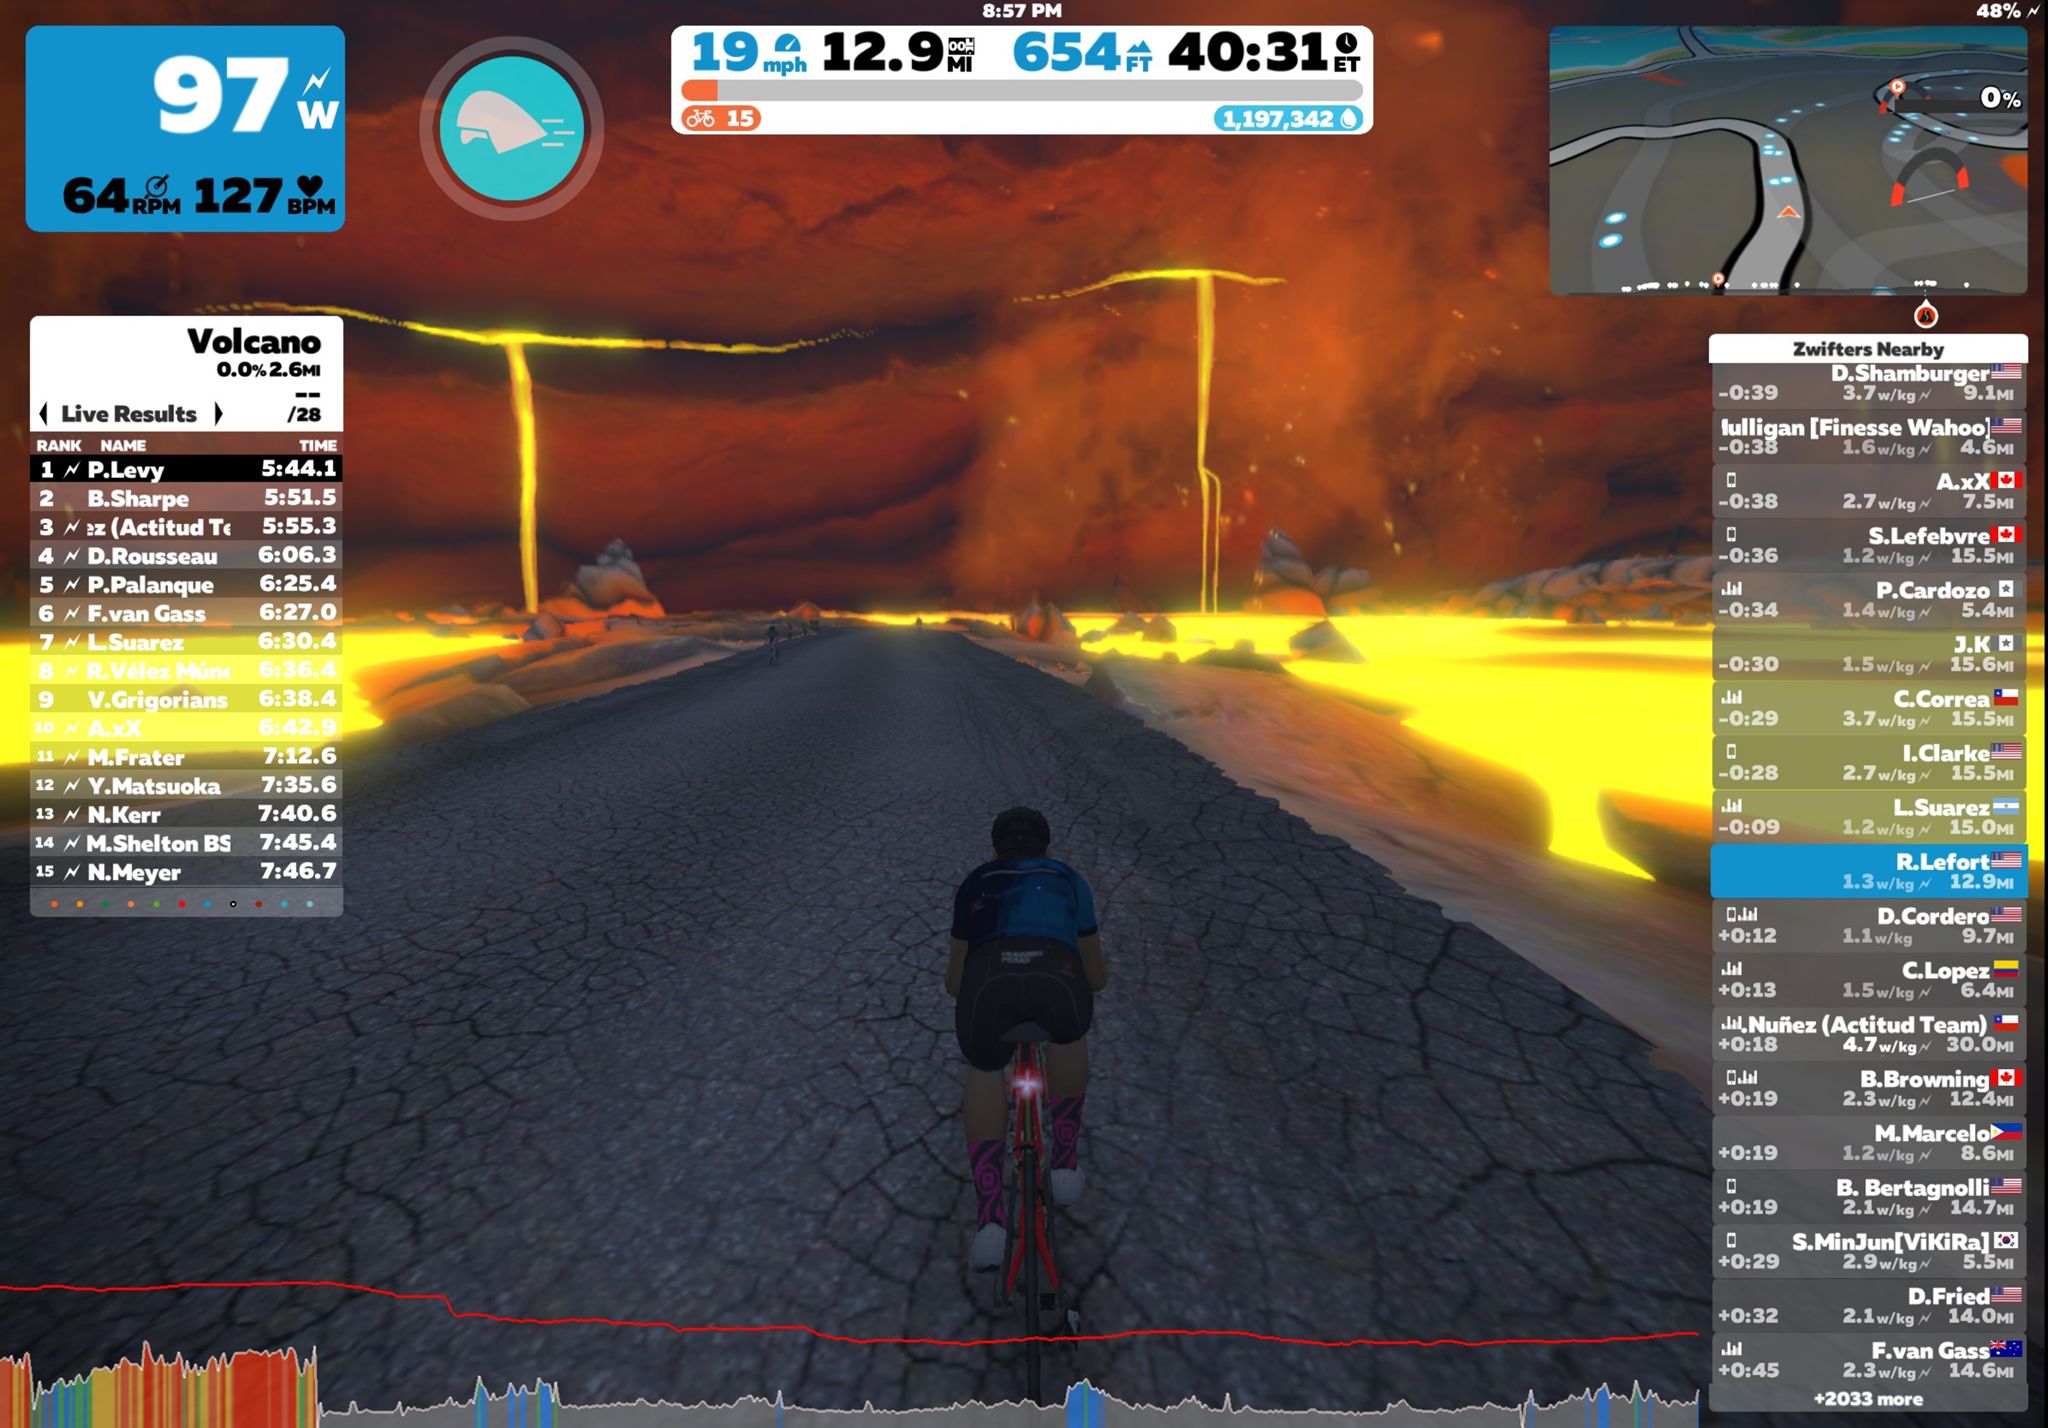 8:57 PM
48%
97 W
64 RPM 127 BPM
19 mph 12.9 MI 654 FT 40:31 ET
15
1,197,342
0%
Volcano
0.0% 2.6MI
--
Live Results /28
RANK NAME TIME
1 P.Levy 5:44.1
2 B.Sharpe 5:51.5
3 ez (Actitud Te 5:55.3
4 D.Rousseau 6:06.3
5 P.Palanque 6:25.4
6 F.van Gass 6:27.0
7 L.Suarez 6:30.4
8 R.Vélez Múne 6:36.4
9 V.Grigorians 6:38.4
10 A.xX 6:42.9
11 M.Frater 7:12.6
12 Y.Matsuoka 7:35.6
13 N.Kerr 7:40.6
14 M.Shelton BS 7:45.4
15 N.Meyer 7:46.7
Zwifters Nearby
D.Shamburger
-0:39 3.7 w/kg 9.1MI
ulligan [Finesse Wahoo]
-0:38 1.6 w/kg 4.6MI
A.xX
-0:38 2.7 w/kg 7.5MI
S.Lefebvre
-0:36 1.2 w/kg 15.5MI
P.Cardozo
-0:34 1.4 w/kg 5.4MI
J.K
-0:30 1.5 w/kg 15.6MI
C.Correa
-0:29 3.7 w/kg 15.5MI
I.Clarke
-0:28 2.7 w/kg 15.5MI
L.Suarez
-0:09 1.2 w/kg 15.0MI
R.Lefort
1.3 w/kg 12.9MI
D.Cordero
+0:12 1.1 w/kg 9.7MI
C.Lopez
+0:13 1.5 w/kg 6.4MI
.Nuñez (Actitud Team)
+0:18 4.7 w/kg 30.0MI
B.Browning
+0:19 2.3 w/kg 12.4MI
M.Marcelo
+0:19 1.2 w/kg 8.6MI
B. Bertagnolli
+0:19 2.1 w/kg 14.7MI
S.MinJun[ViKiRa]
+0:29 2.9 w/kg 5.5MI
D.Fried
+0:32 2.1 w/kg 14.0MI
F.van Gass
+0:45 2.3 w/kg 14.6MI
+2033 more